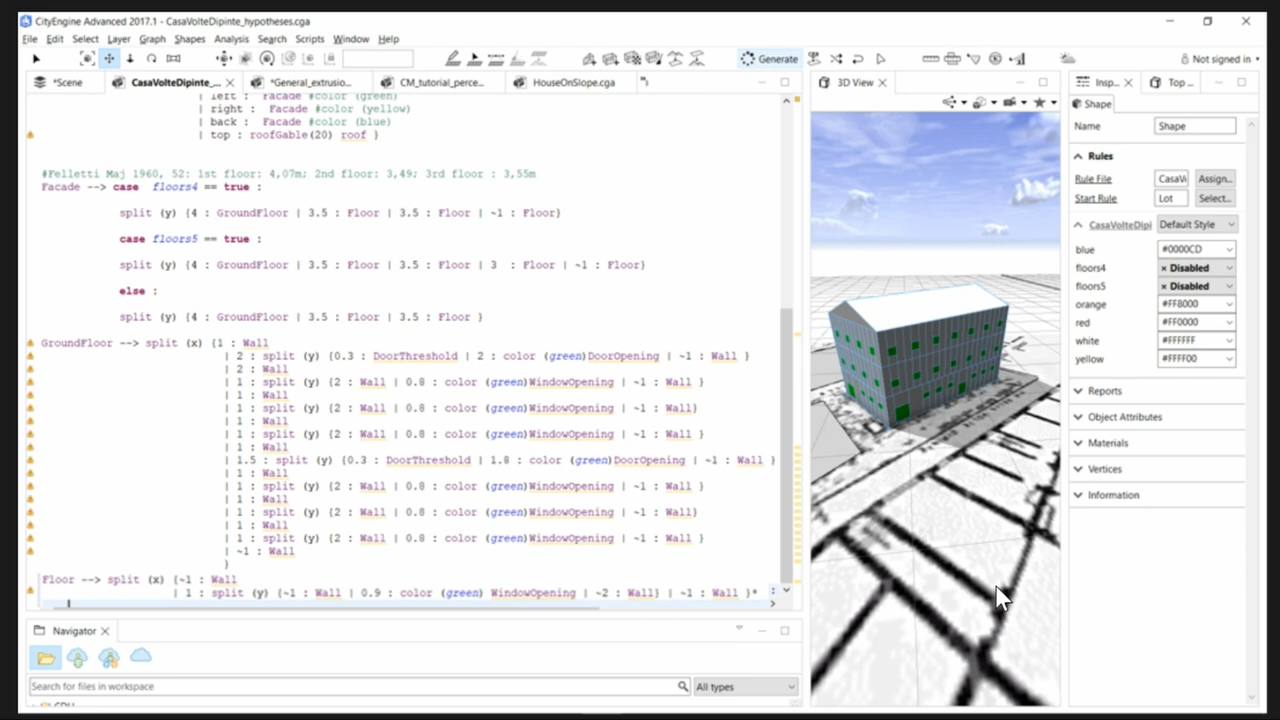 CityEngine Advanced 2017.1 - CasaVolteDipinte_hypotheses.cga
File Edit Select Layer Graph Shapes Analysis Search Scripts Window Help
Generate
Not signed in
*Scene CasaVolteDipinte_... *General_extrusio... CM_tutorial_perce... HouseOnSlope.cga
3D View
Insp... Top ...
| left : Facade #color (green)
| right : Facade #color (yellow)
| back : Facade #color (blue)
| top : roofGable(20) roof }
#Felletti Maj 1960, 52: 1st floor: 4,07m; 2nd floor: 3,49; 3rd floor : 3,55m
Facade --> case floors4 == true :
split (y) {4 : GroundFloor | 3.5 : Floor | 3.5 : Floor | ~1 : Floor}
case floors5 == true :
split (y) {4 : GroundFloor | 3.5 : Floor | 3.5 : Floor | : Floor | ~1 : Floor}
else :
split (y) {4 : GroundFloor | 3.5 : Floor | 3.5 : Floor }
GroundFloor --> split (x) {1 : Wall
| 2 : split (y) {0.3 : DoorThreshold | 2 : color (green)DoorOpening | ~1 : Wall }
| 2 : Wall
| 1 : split (y) {2 : Wall | 0.8 : color (green)WindowOpening | ~1 : Wall }
| 1 : Wall
| 1 : split (y) {2 : Wall | 0.8 : color (green)WindowOpening | ~1 : Wall}
| 1 : Wall
| 1 : split (y) {2 : Wall | 0.8 : color (green)WindowOpening | ~1 : Wall }
| 1 : Wall
| 1.5 : split (y) {0.3 : DoorThreshold | 1.8 : color (green)DoorOpening | ~1 : Wall }
| 1 : Wall
| 1 : split (y) {2 : Wall | 0.8 : color (green)WindowOpening | ~1 : Wall }
| 1 : Wall
| 1 : split (y) {2 : Wall | 0.8 : color (green)WindowOpening | ~1 : Wall}
| 1 : Wall
| 1 : split (y) {2 : Wall | 0.8 : color (green)WindowOpening | ~1 : Wall }
| ~1 : Wall
}
Floor --> split (x) {~1 : Wall
| 1 : split (y) {~1 : Wall | 0.9 : color (green) WindowOpening | ~2 : Wall} | ~1 : Wall }* :
Navigator
Search for files in workspace
All types
Shape
Name Shape
Rules
Rule File CasaV Assign...
Start Rule Lot Select...
CasaVolteDipi Default Style
blue #0000CD
floors4 × Disabled
floors5 × Disabled
orange #FF8000
red #FF0000
white #FFFFFF
yellow #FFFF00
Reports
Object Attributes
Materials
Vertices
Information